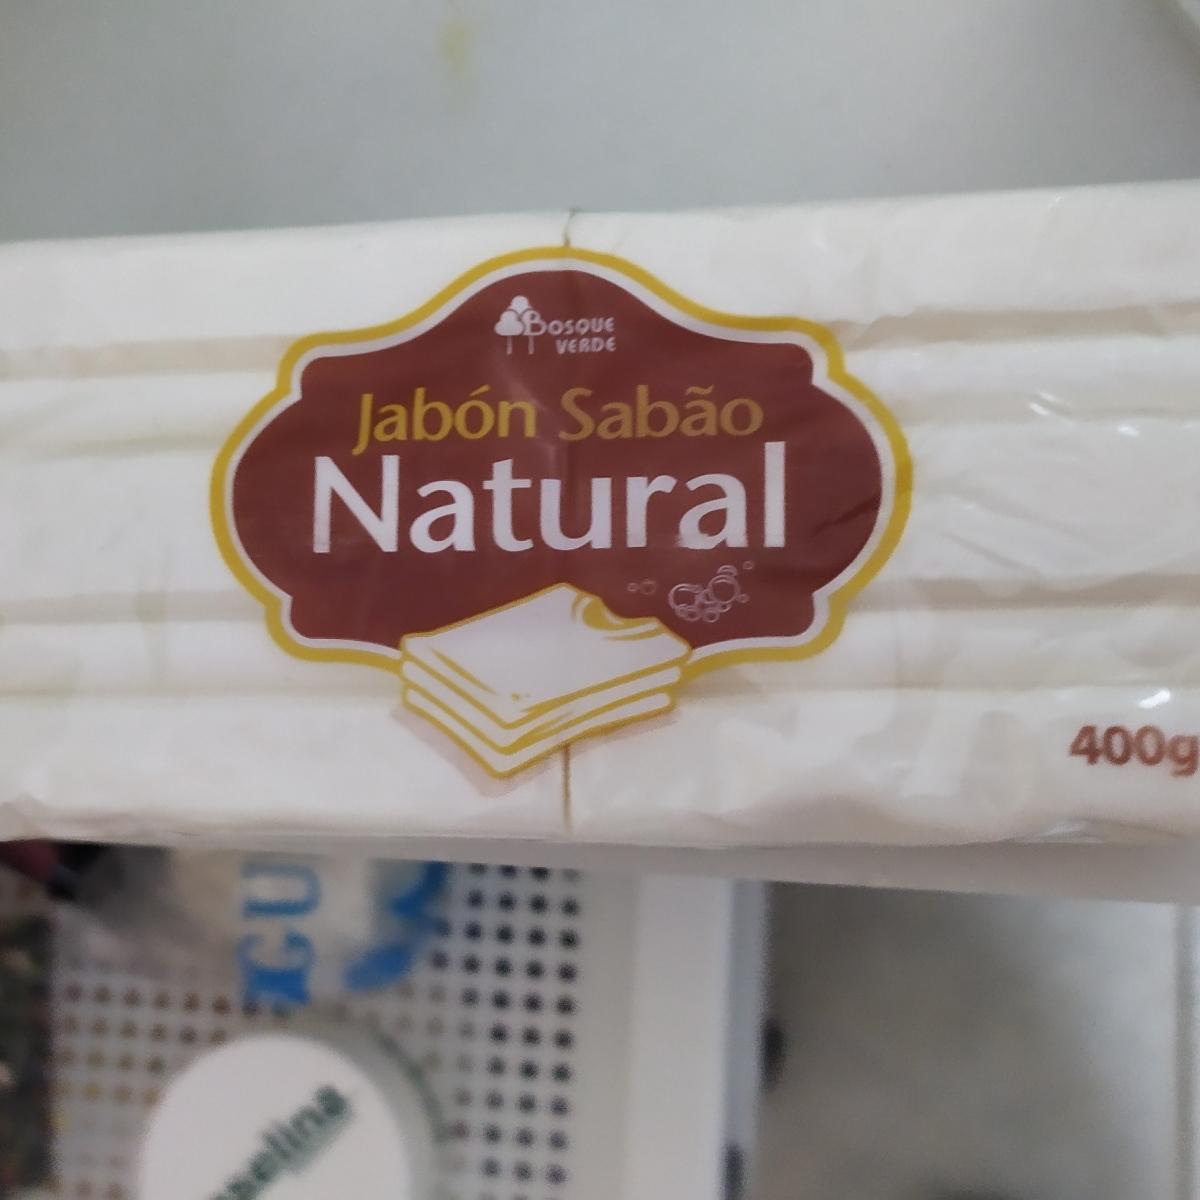 BOSQUE
VERDE
Jabón Sabão
Natural
400g